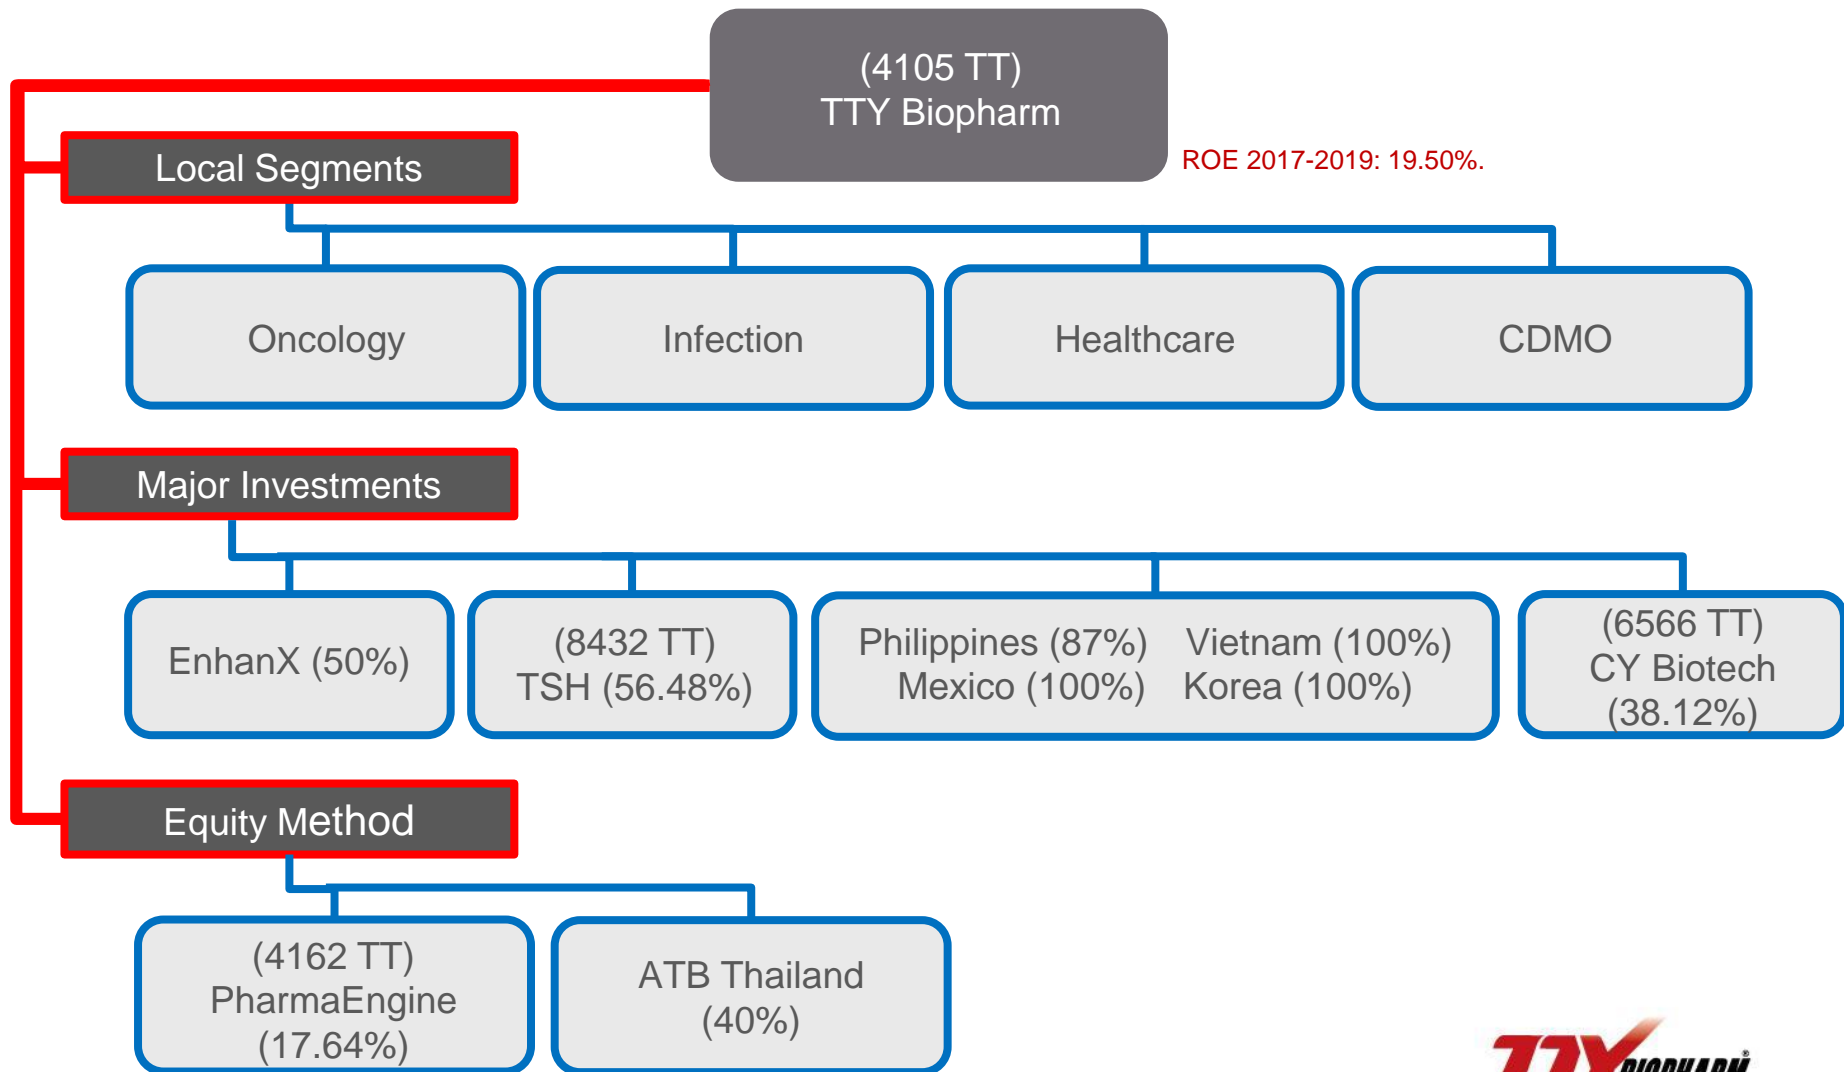 (4105 TT)
TTY Biopharm
ROE 2017-2019: 19.50%.
Local Segments
Oncology
Infection
Healthcare
CDMO
Major Investments
EnhanX (50%)
(8432 TT)
TSH (56.48%)
Philippines (87%) Vietnam (100%)
Mexico (100%) Korea (100%)
(6566 TT)
CY Biotech
(38.12%)
Equity Method
(4162 TT)
PharmaEngine
(17.64%)
ATB Thailand
(40%)
TTY BIOPHARM®